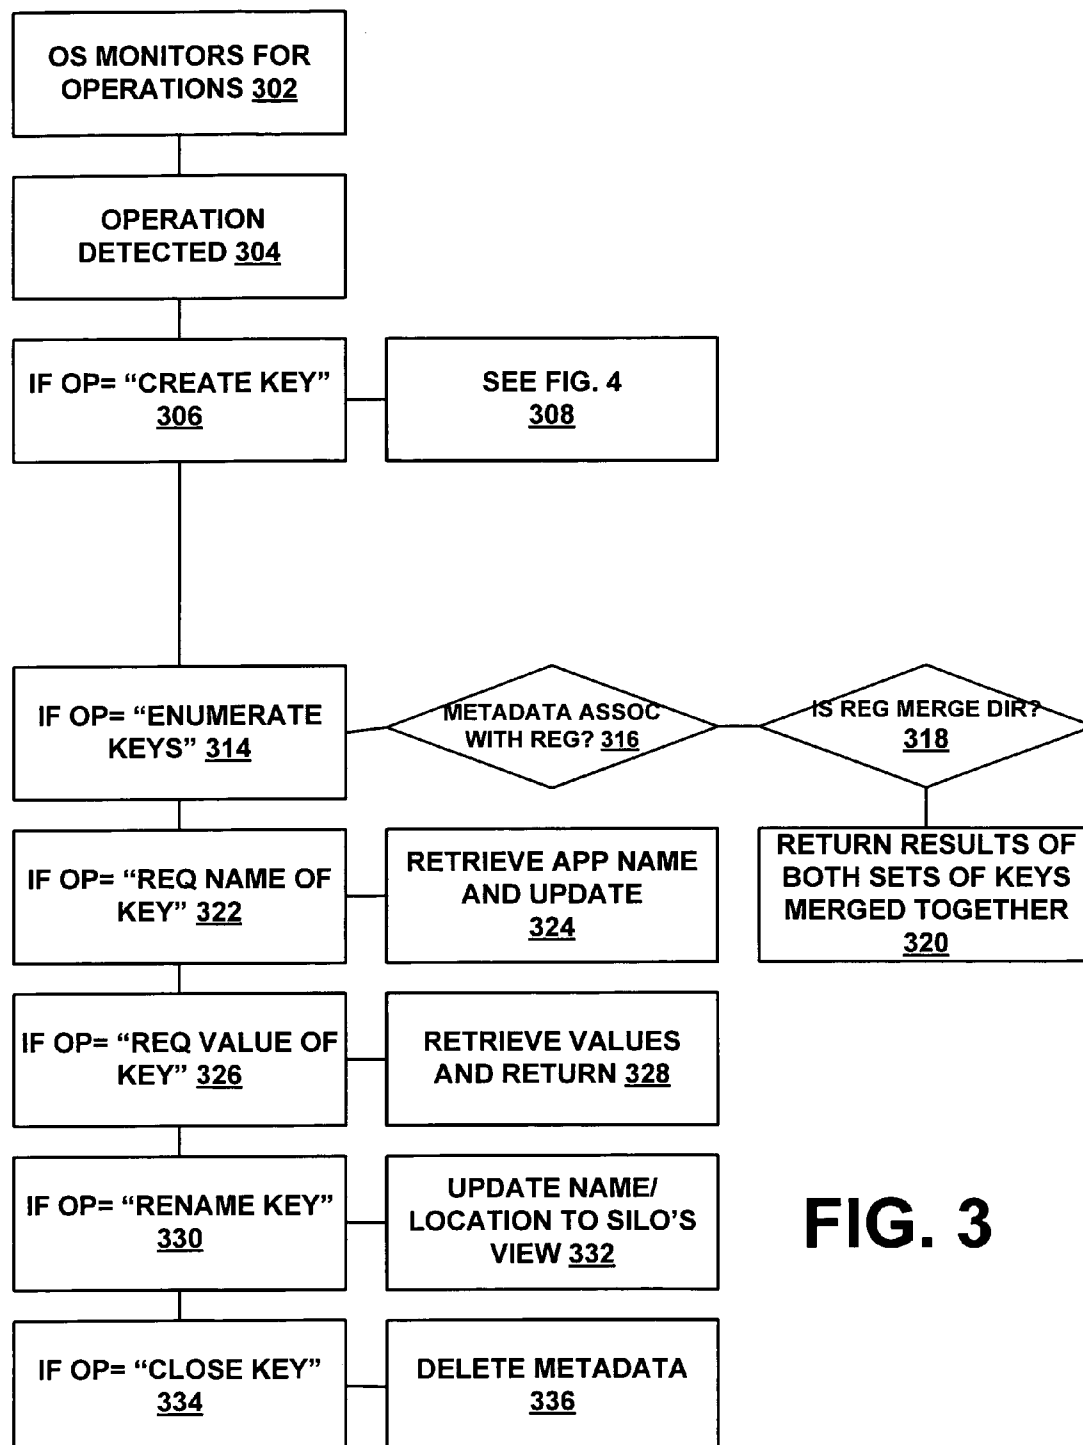 OS MONITORS FOR
OPERATIONS 302
OPERATION
DETECTED 304
IF OP= “CREATE KEY”
306
SEE FIG. 4
308
IF OP= “ENUMERATE
KEYS” 314
METADATA ASSOC
WITH REG? 316
IS REG MERGE DIR?
318
IF OP= “REQ NAME OF
KEY” 322
RETRIEVE APP NAME
AND UPDATE
324
RETURN RESULTS OF
BOTH SETS OF KEYS
MERGED TOGETHER
320
IF OP= “REQ VALUE OF
KEY” 326
RETRIEVE VALUES
AND RETURN 328
IF OP= “RENAME KEY”
330
UPDATE NAME/
LOCATION TO SILO’S
VIEW 332
FIG. 3
IF OP= “CLOSE KEY”
334
DELETE METADATA
336